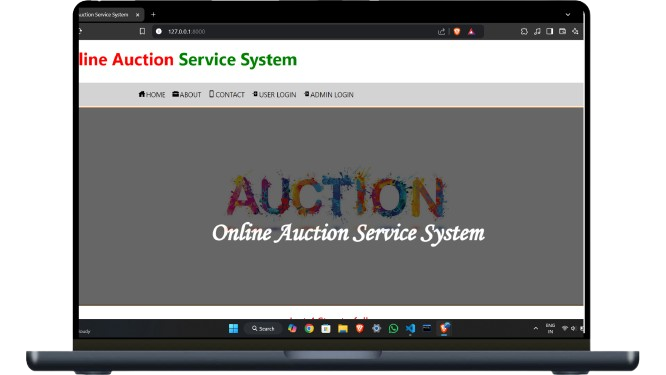 uction Service System
127.0.0.1:8000
line Auction Service System
HOME ABOUT CONTACT USER LOGIN ADMIN LOGIN
AUCTION
Online Auction Service System
Search
ENG
IN